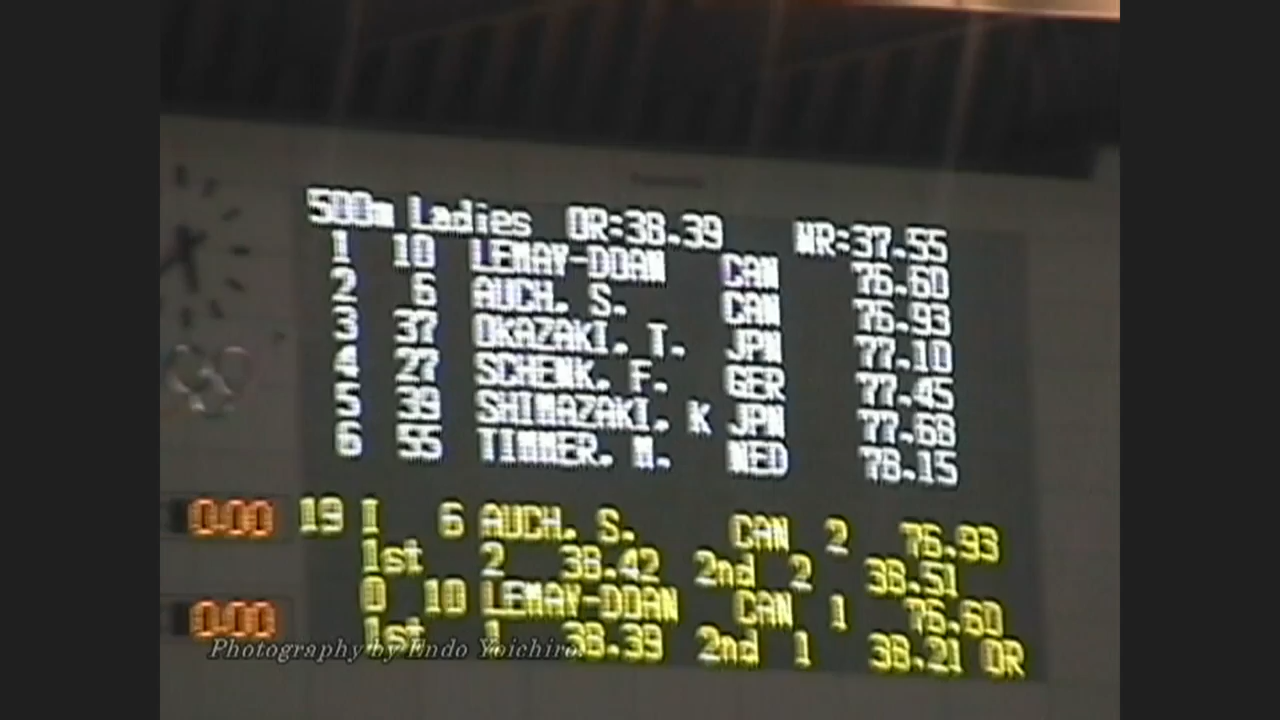 500m Ladies OR:38.39 WR:37.55
1 10 LEMAY-DOAN CAN 76.60
2 6 AUCH. S. CAN 76.93
3 37 OKAZAKI. T. JPN 77.10
4 27 SCHENK. F. GER 77.45
5 39 SHIMAZAKI. K JPN 77.68
6 55 TIMMER. M. NED 78.15
0.00 19 I 6 AUCH. S. CAN 2 76.93
1st 2 38.42 2nd 2 38.51
0.00 O 10 LEMAY-DOAN CAN 1 76.60
1st 1 38.39 2nd 1 38.21 OR
Photography by Endo Yoichiro